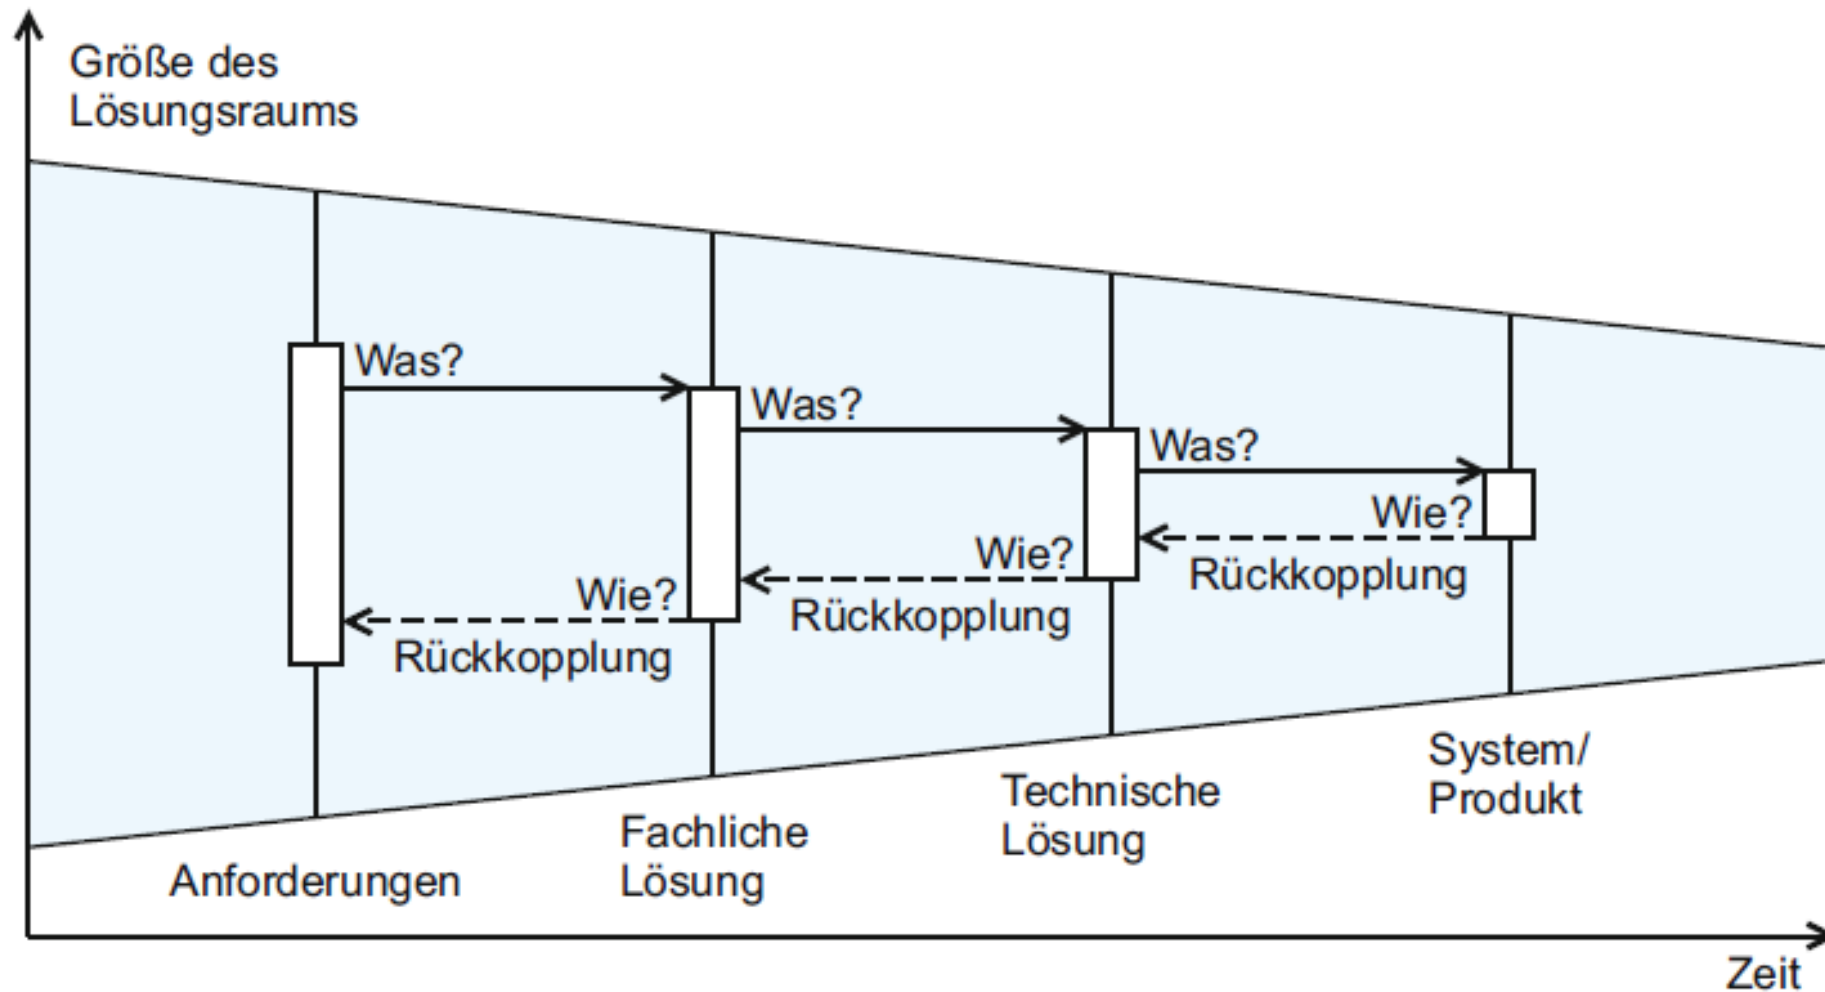 Größe des
Lösungsraums
Was?
Was?
Was?
Wie?
Wie?
Wie?
Rückkopplung
Rückkopplung
Rückkopplung
Anforderungen
Fachliche
Lösung
Technische
Lösung
System/
Produkt
Zeit